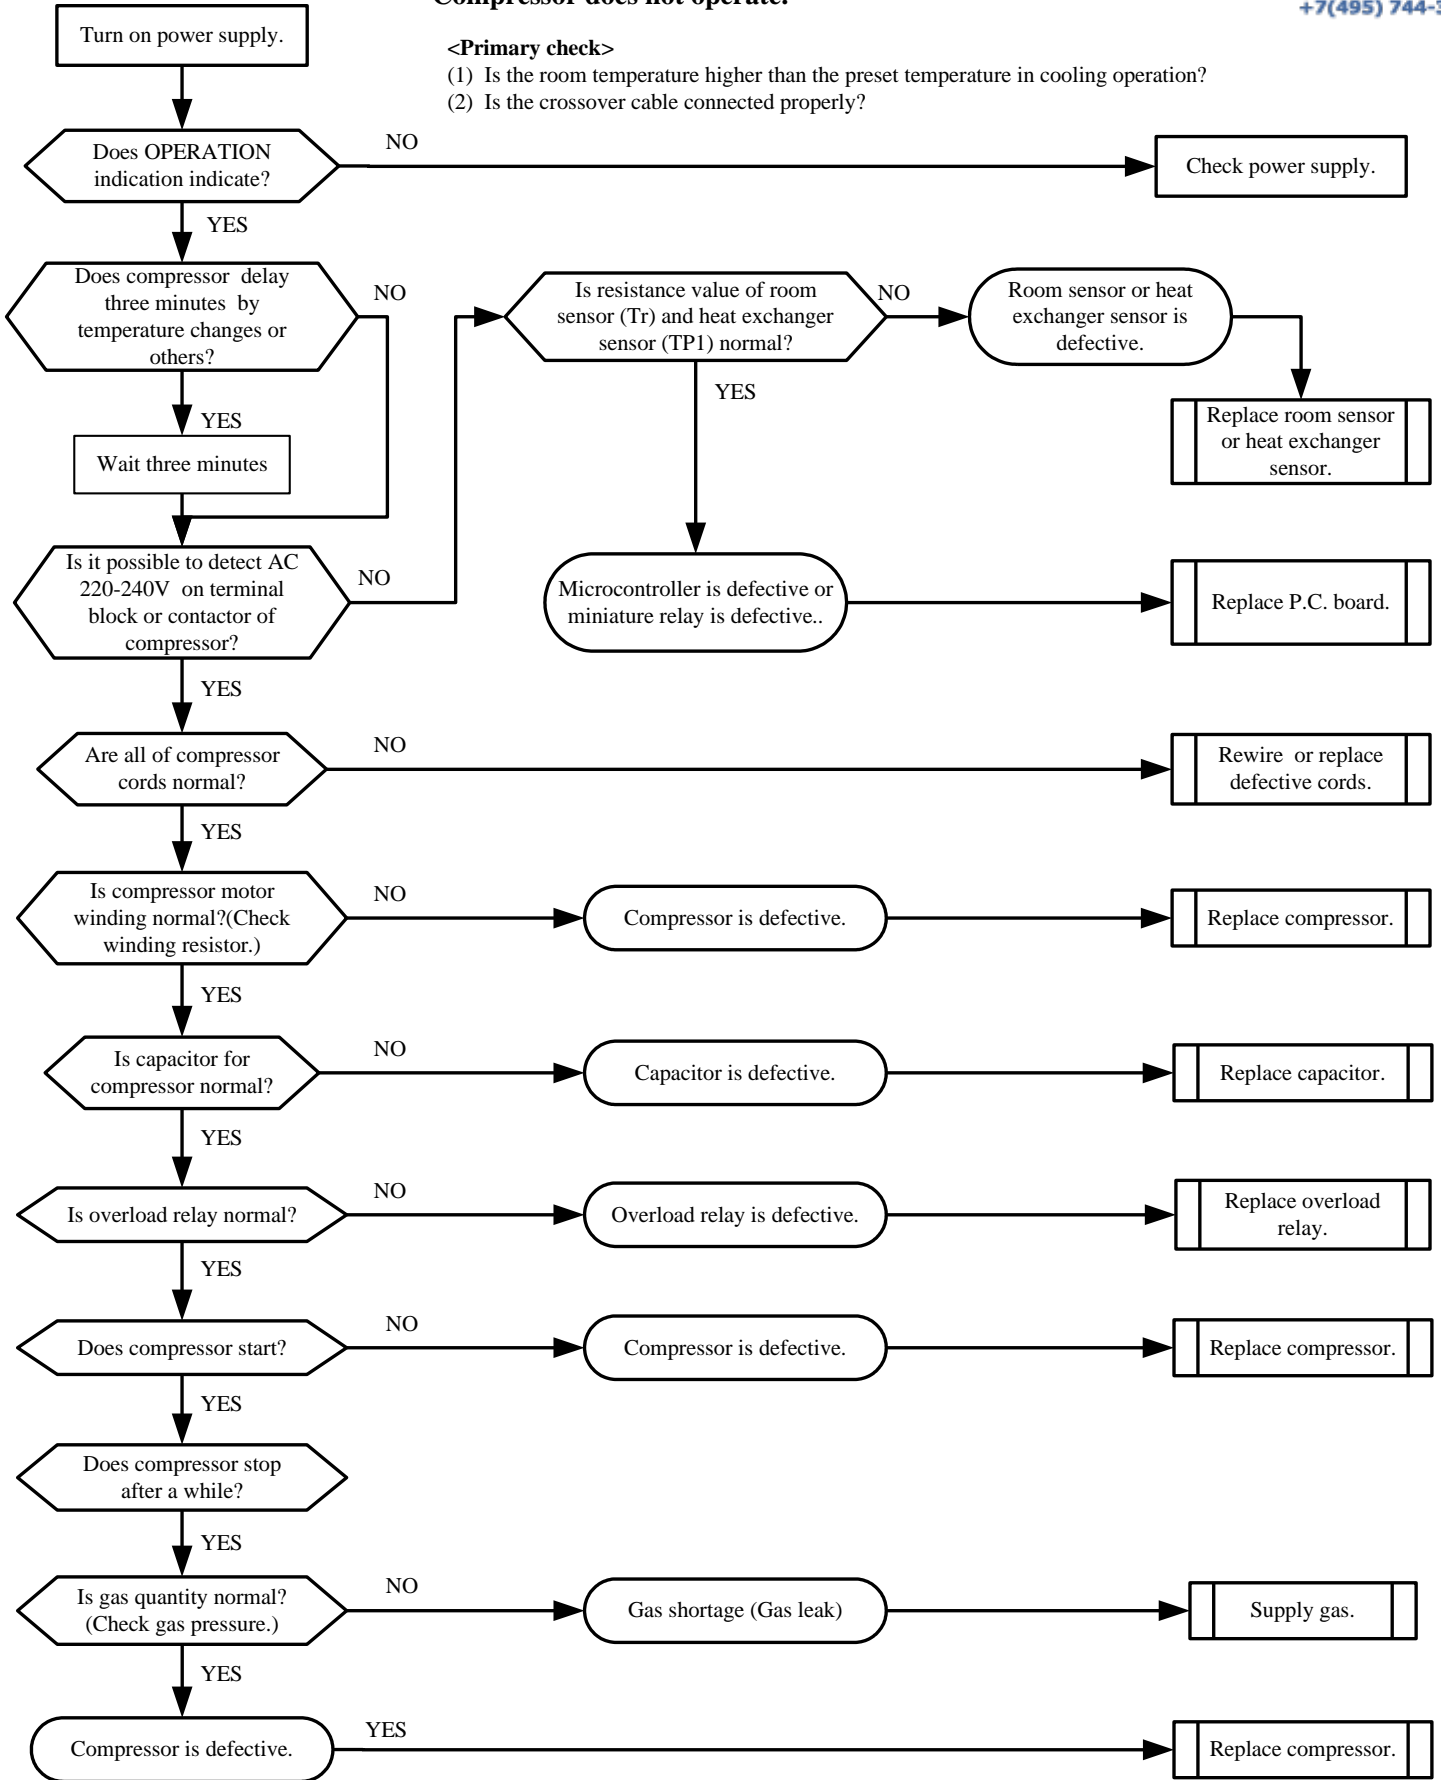 Compressor does not operate.
+7(495) 744-
Turn on power supply.
<Primary check>
(1) Is the room temperature higher than the preset temperature in cooling operation?
(2) Is the crossover cable connected properly?
Does OPERATION
indication indicate?
NO
Check power supply.
YES
Does compressor delay
three minutes by
temperature changes or
others?
NO
Is resistance value of room
sensor (Tr) and heat exchanger
sensor (TP1) normal?
NO
Room sensor or heat
exchanger sensor is
defective.
YES
YES
Replace room sensor
or heat exchanger
sensor.
Wait three minutes
Is it possible to detect AC
220-240V on terminal
block or contactor of
compressor?
NO
Microcontroller is defective or
miniature relay is defective..
Replace P.C. board.
YES
Are all of compressor
cords normal?
NO
Rewire or replace
defective cords.
YES
Is compressor motor
winding normal?(Check
winding resistor.)
NO
Compressor is defective.
Replace compressor.
YES
Is capacitor for
compressor normal?
NO
Capacitor is defective.
Replace capacitor.
YES
Is overload relay normal?
NO
Overload relay is defective.
Replace overload
relay.
YES
Does compressor start?
NO
Compressor is defective.
Replace compressor.
YES
Does compressor stop
after a while?
YES
Is gas quantity normal?
(Check gas pressure.)
NO
Gas shortage (Gas leak)
Supply gas.
YES
Compressor is defective.
YES
Replace compressor.